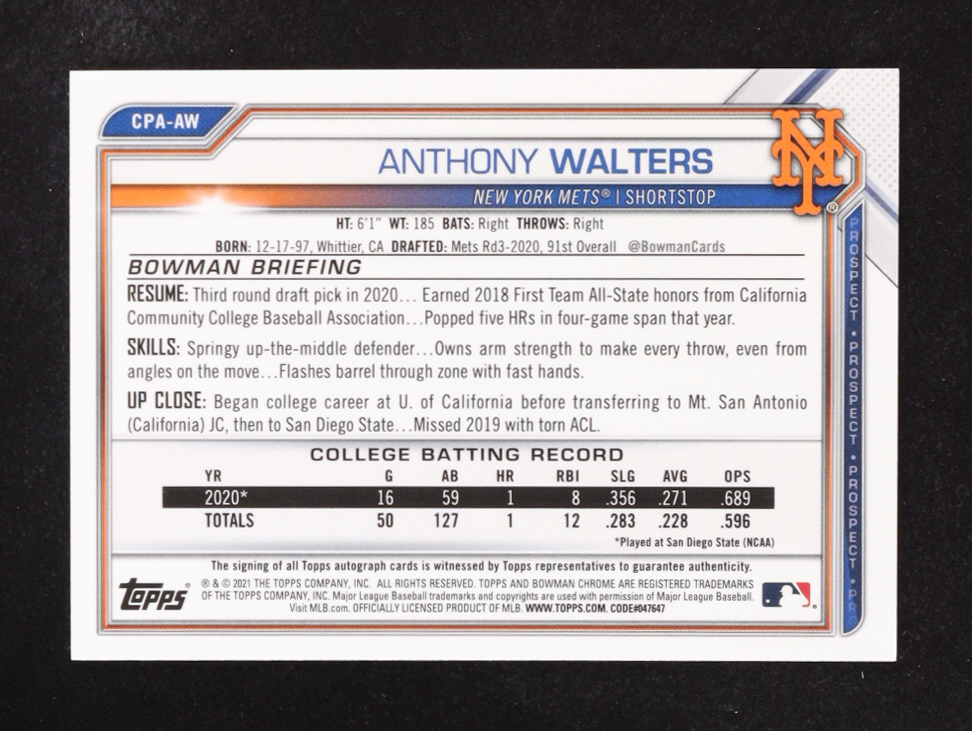 CPA-AW
ANTHONY WALTERS
NY
®
NEW YORK METS® | SHORTSTOP
HT: 6'1" WT: 185 BATS: Right THROWS: Right
BORN: 12-17-97, Whittier, CA DRAFTED: Mets Rd3-2020, 91st Overall @BowmanCards
BOWMAN BRIEFING
RESUME: Third round draft pick in 2020... Earned 2018 First Team All-State honors from California
Community College Baseball Association...Popped five HRs in four-game span that year.
SKILLS: Springy up-the-middle defender...Owns arm strength to make every throw, even from
angles on the move...Flashes barrel through zone with fast hands.
UP CLOSE: Began college career at U. of California before transferring to Mt. San Antonio
(California) JC, then to San Diego State...Missed 2019 with torn ACL.
COLLEGE BATTING RECORD
YR G AB HR RBI SLG AVG OPS
2020* 16 59 1 8 .356 .271 .689
TOTALS 50 127 1 12 .283 .228 .596
*Played at San Diego State (NCAA)
The signing of all Topps autograph cards is witnessed by Topps representatives to guarantee authenticity.
Topps®
® & © 2021 THE TOPPS COMPANY, INC. ALL RIGHTS RESERVED. TOPPS AND BOWMAN CHROME ARE REGISTERED TRADEMARKS
OF THE TOPPS COMPANY, INC. Major League Baseball trademarks and copyrights are used with permission of Major League Baseball.
Visit MLB.com. OFFICIALLY LICENSED PRODUCT OF MLB. WWW.TOPPS.COM. CODE#047647
PROSPECT • PROSPECT • PROSPECT • PR